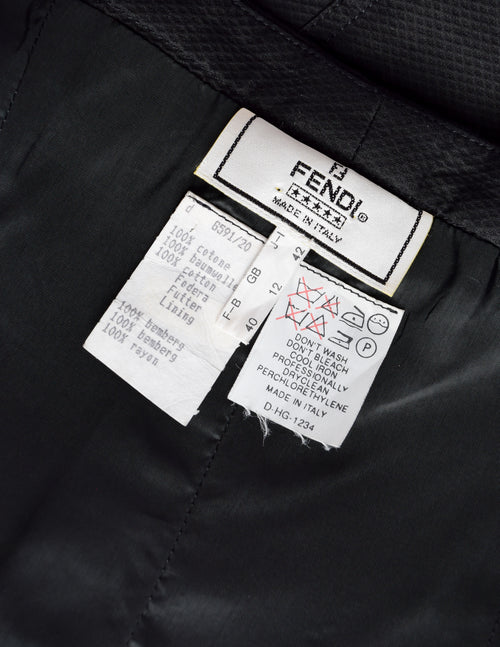 FENDI®
★★★★★
MADE IN ITALY
6591/20
100% cotone
100% baumwolle
100% cotton
Federa
Futter
Lining
100% bemberg
100% bemberg
100% rayon
IT 42
GB 12
F-B 40
P
DON'T WASH
DON'T BLEACH
COOL IRON
PROFESSIONALLY
DRYCLEAN
PERCHLORETHYLENE
MADE IN ITALY
D-HG-1234